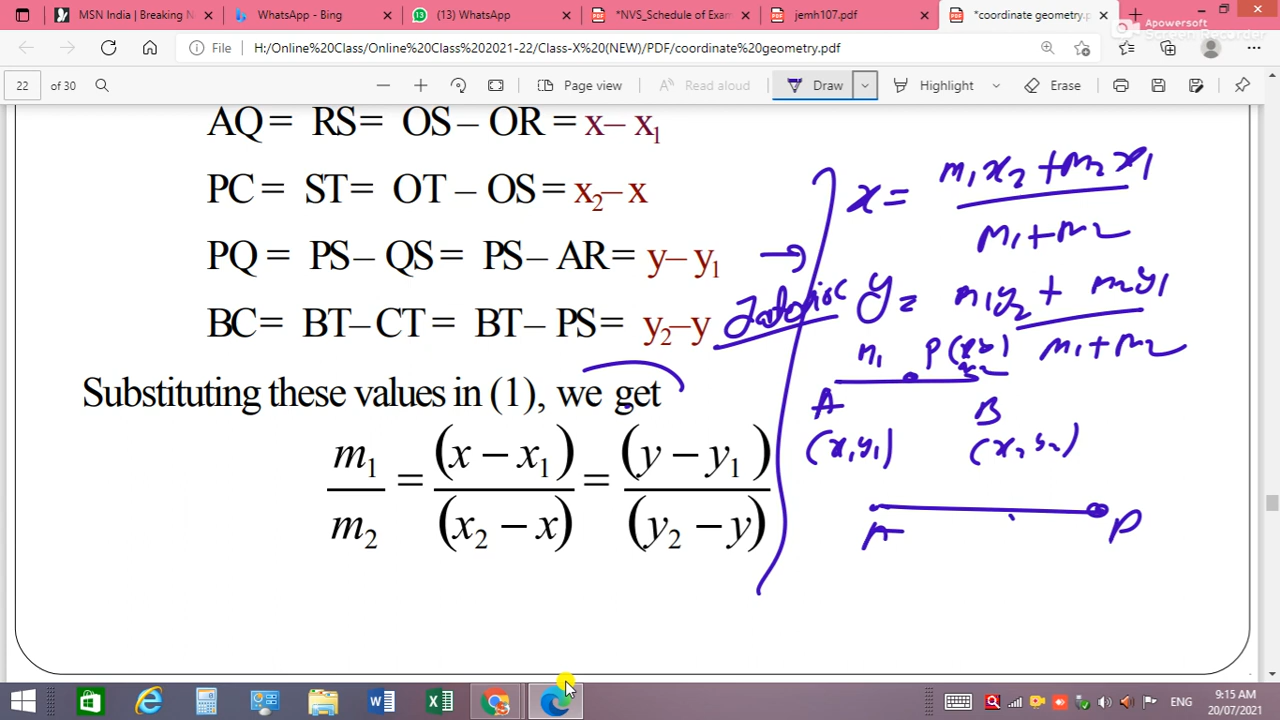 MSN India | Breaking N
WhatsApp - Bing
(13) WhatsApp
*NVS_Schedule of Exam
jemh107.pdf
*coordinate geometry.p
Apowersoft
Screen Recorder
File
H:/Online%20Class/Online%20Class%202021-22/Class-X%20(NEW)/PDF/coordinate%20geometry.pdf
22 of 30
Page view
Read aloud
Draw
Highlight
Erase
AQ = RS = OS – OR = x – x₁
PC = ST = OT – OS = x₂ – x
PQ = PS – QS = PS – AR = y – y₁
BC = BT – CT = BT – PS = y₂ – y
Substituting these values in (1), we get
m₁/m₂ = (x − x₁)/(x₂ − x) = (y − y₁)/(y₂ − y)
x = m₁x₂ + m₂x₁
m₁ + m₂
y = m₁y₂ + m₂y₁
m₁ + m₂
A
B
(x₂ y₂)
A
P
ENG
9:15 AM
20/07/2021